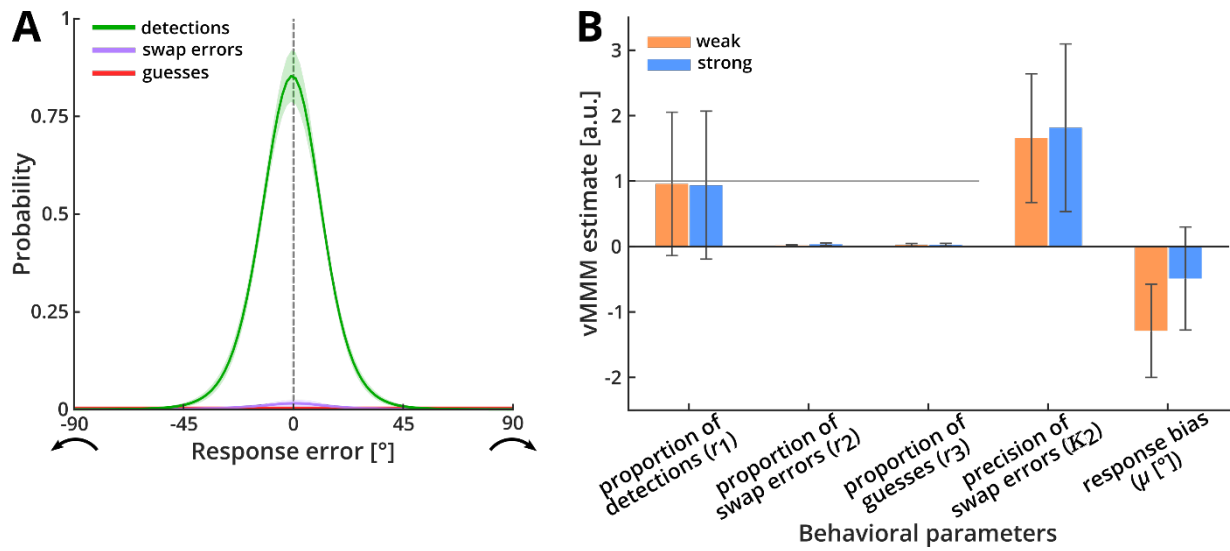 A
detections
swap errors
guesses
1
0.75
0.5
0.25
0
Probability
-90
-45
0
45
90
Response error [°]
B
weak
strong
3
2
1
0
-1
-2
vMMM estimate [a.u.]
proportion of
detections (r1)
proportion of
swap errors (r2)
proportion of
guesses (r3)
precision of
swap errors (K2)
response bias
(μ [°])
Behavioral parameters